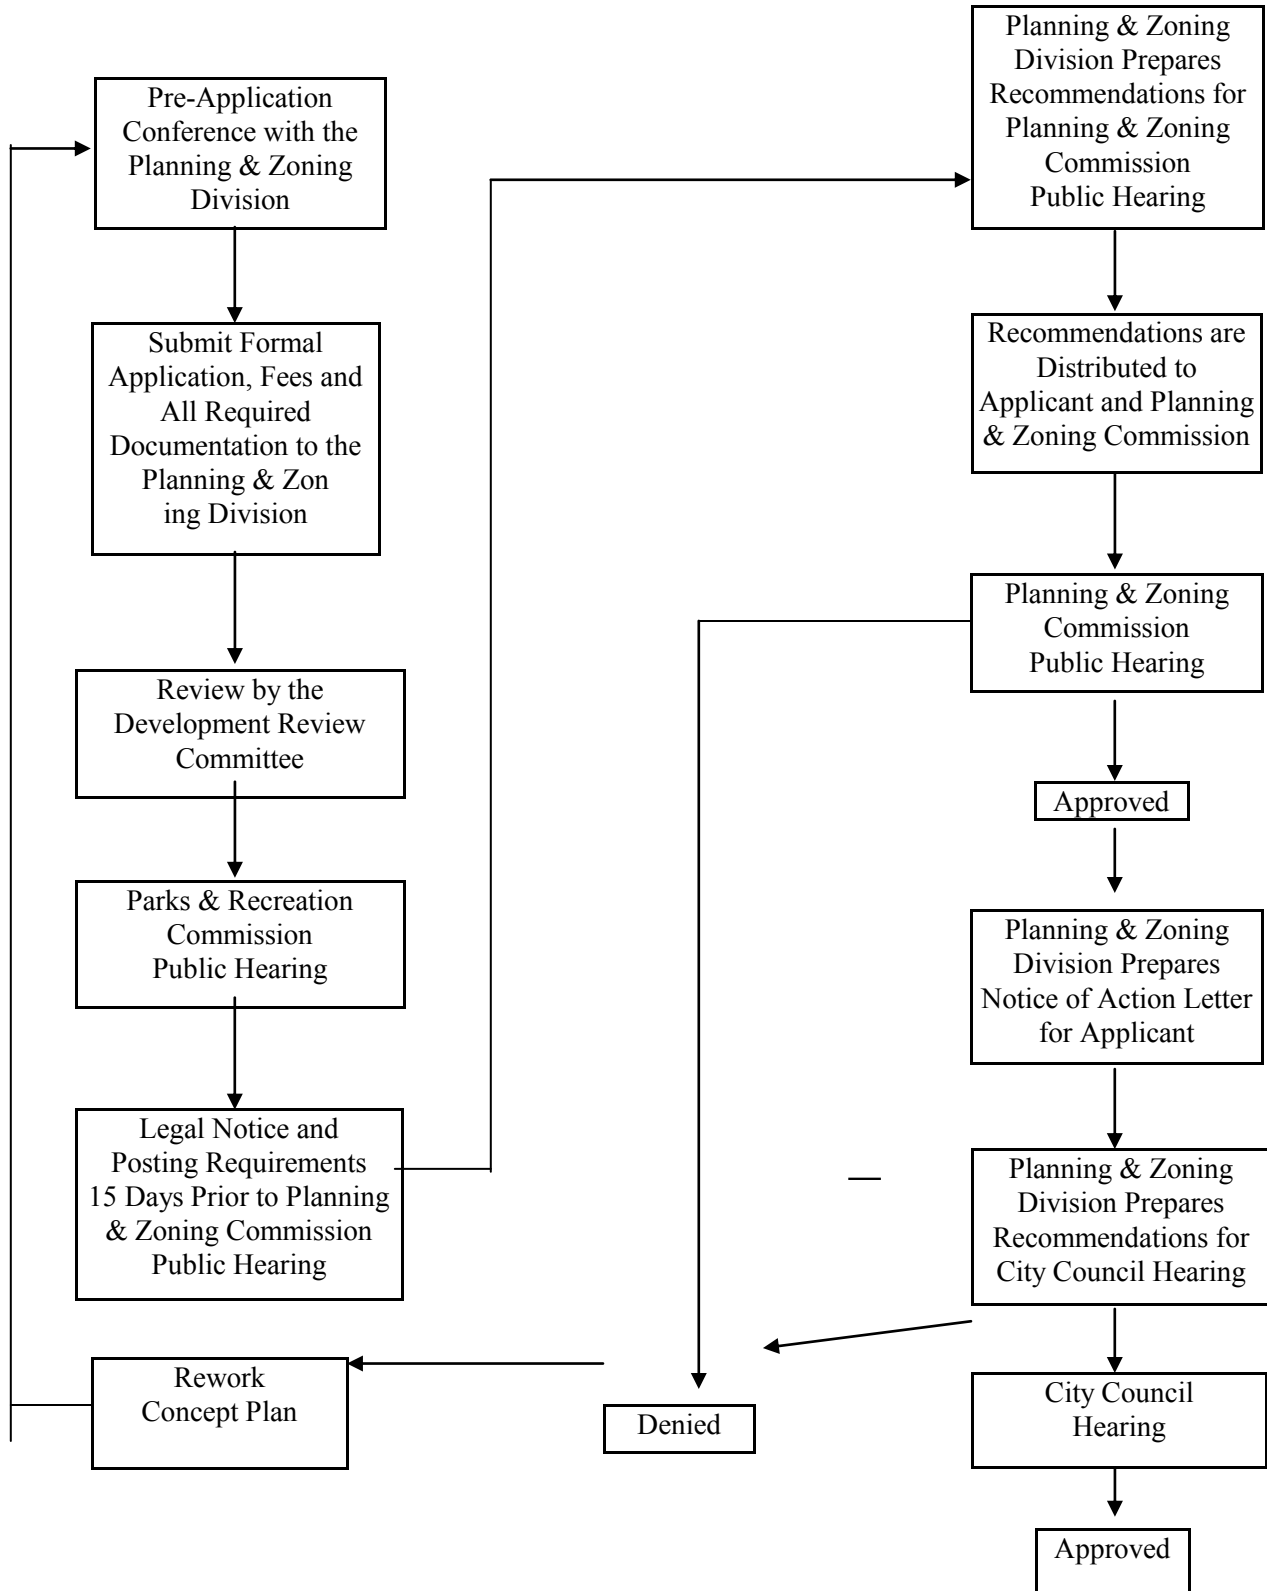 Pre-Application
Conference with the
Planning & Zoning
Division
Submit Formal
Application, Fees and
All Required
Documentation to the
Planning & Zon
ing Division
Review by the
Development Review
Committee
Parks & Recreation
Commission
Public Hearing
Legal Notice and
Posting Requirements
15 Days Prior to Planning
& Zoning Commission
Public Hearing
Planning & Zoning
Division Prepares
Recommendations for
Planning & Zoning
Commission
Public Hearing
Recommendations are
Distributed to
Applicant and Planning
& Zoning Commission
Planning & Zoning
Commission
Public Hearing
Approved
Planning & Zoning
Division Prepares
Notice of Action Letter
for Applicant
Planning & Zoning
Division Prepares
Recommendations for
City Council Hearing
City Council
Hearing
Approved
Denied
Rework
Concept Plan